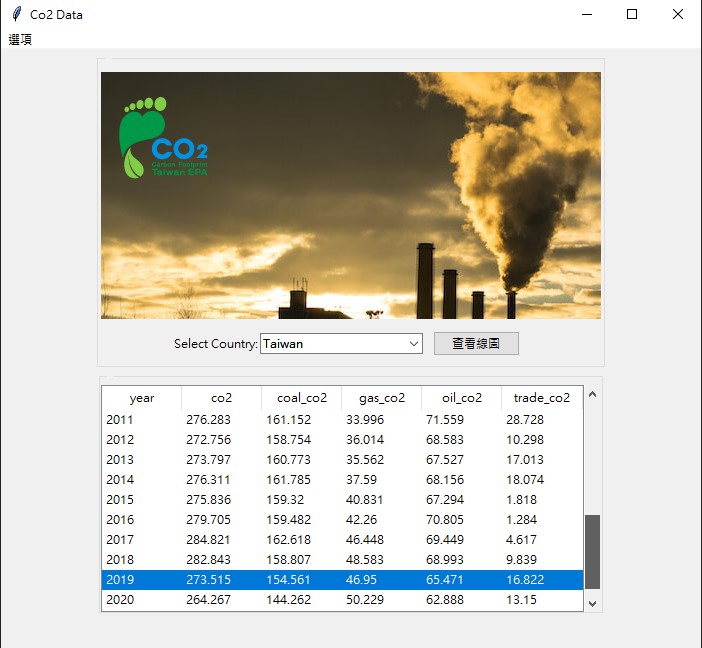 Co2 Data
選項
CO2
Carbon Footprint
Taiwan EPA
Select Country: Taiwan 查看線圖
year co2 coal_co2 gas_co2 oil_co2 trade_co2
2011 276.283 161.152 33.996 71.559 28.728
2012 272.756 158.754 36.014 68.583 10.298
2013 273.797 160.773 35.562 67.527 17.013
2014 276.311 161.785 37.59 68.156 18.074
2015 275.836 159.32 40.831 67.294 1.818
2016 279.705 159.482 42.26 70.805 1.284
2017 284.821 162.618 46.448 69.449 4.617
2018 282.843 158.807 48.583 68.993 9.839
2019 273.515 154.561 46.95 65.471 16.822
2020 264.267 144.262 50.229 62.888 13.15